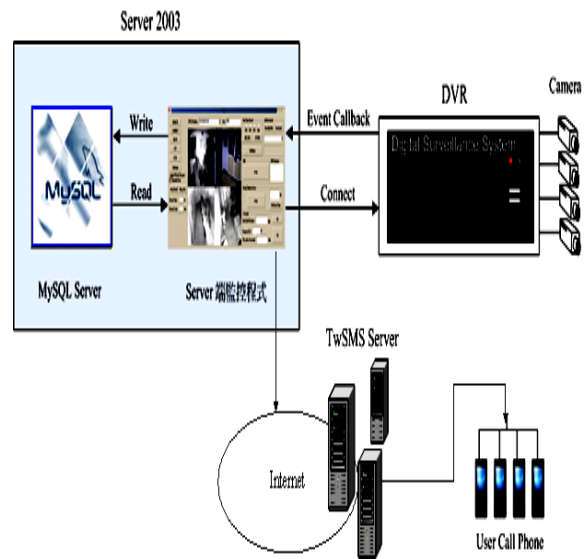 Server 2003
DVR
Camera
Write
Read
Event Callback
Connect
Digital Surveillance System
MySQL
MySQL Server
Server 端監控程式
TwSMS Server
Internet
User Call Phone